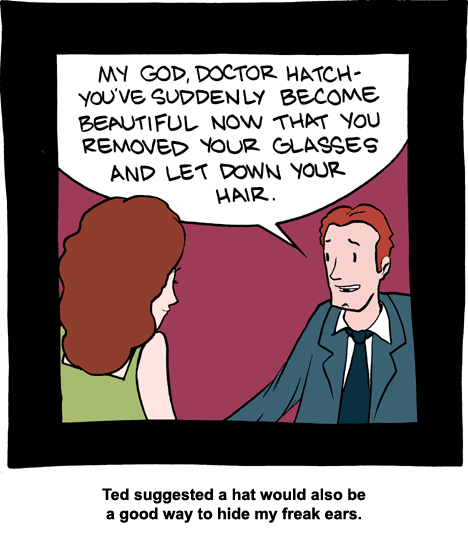 MY GOD, DOCTOR HATCH-
YOU'VE SUDDENLY BECOME
BEAUTIFUL NOW THAT YOU
REMOVED YOUR GLASSES
AND LET DOWN YOUR
HAIR.
Ted suggested a hat would also be
a good way to hide my freak ears.